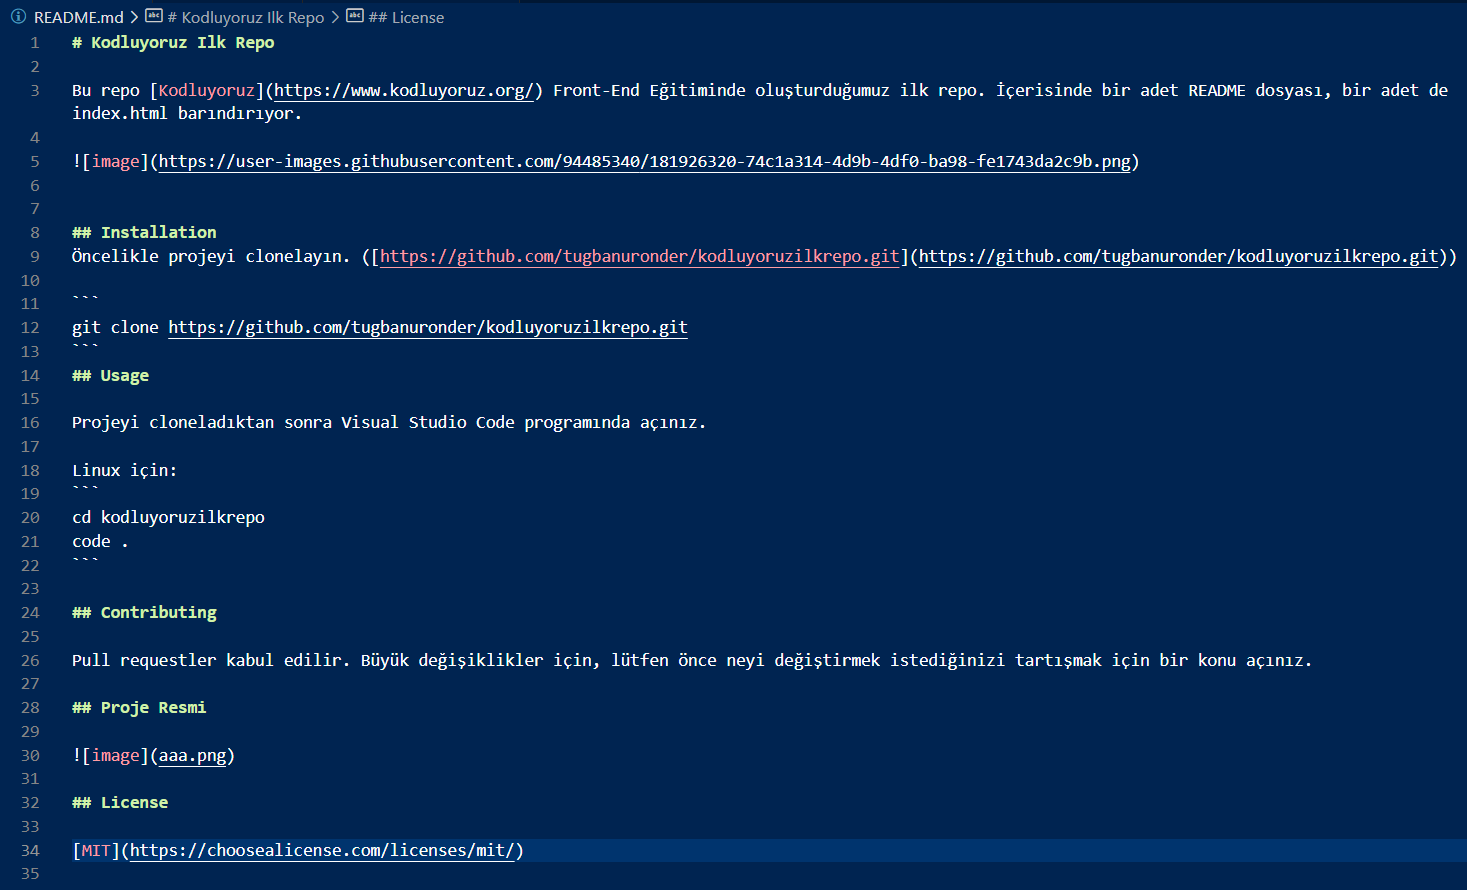 README.md > # Kodluyoruz Ilk Repo > ## License
1 # Kodluyoruz Ilk Repo
2
3 Bu repo [Kodluyoruz](https://www.kodluyoruz.org/) Front-End Eğitiminde oluşturduğumuz ilk repo. İçerisinde bir adet README dosyası, bir adet de
index.html barındırıyor.
4
5 ![image](https://user-images.githubusercontent.com/94485340/181926320-74c1a314-4d9b-4df0-ba98-fe1743da2c9b.png)
6
7
8 ## Installation
9 Öncelikle projeyi clonelayın. ([https://github.com/tugbanuronder/kodluyoruzilkrepo.git](https://github.com/tugbanuronder/kodluyoruzilkrepo.git))
10
11 ```
12 git clone https://github.com/tugbanuronder/kodluyoruzilkrepo.git
13 ```
14 ## Usage
15
16 Projeyi cloneladıktan sonra Visual Studio Code programında açınız.
17
18 Linux için:
19 ```
20 cd kodluyoruzilkrepo
21 code .
22 ```
23
24 ## Contributing
25
26 Pull requestler kabul edilir. Büyük değişiklikler için, lütfen önce neyi değiştirmek istediğinizi tartışmak için bir konu açınız.
27
28 ## Proje Resmi
29
30 ![image](aaa.png)
31
32 ## License
33
34 [MIT](https://choosealicense.com/licenses/mit/)
35